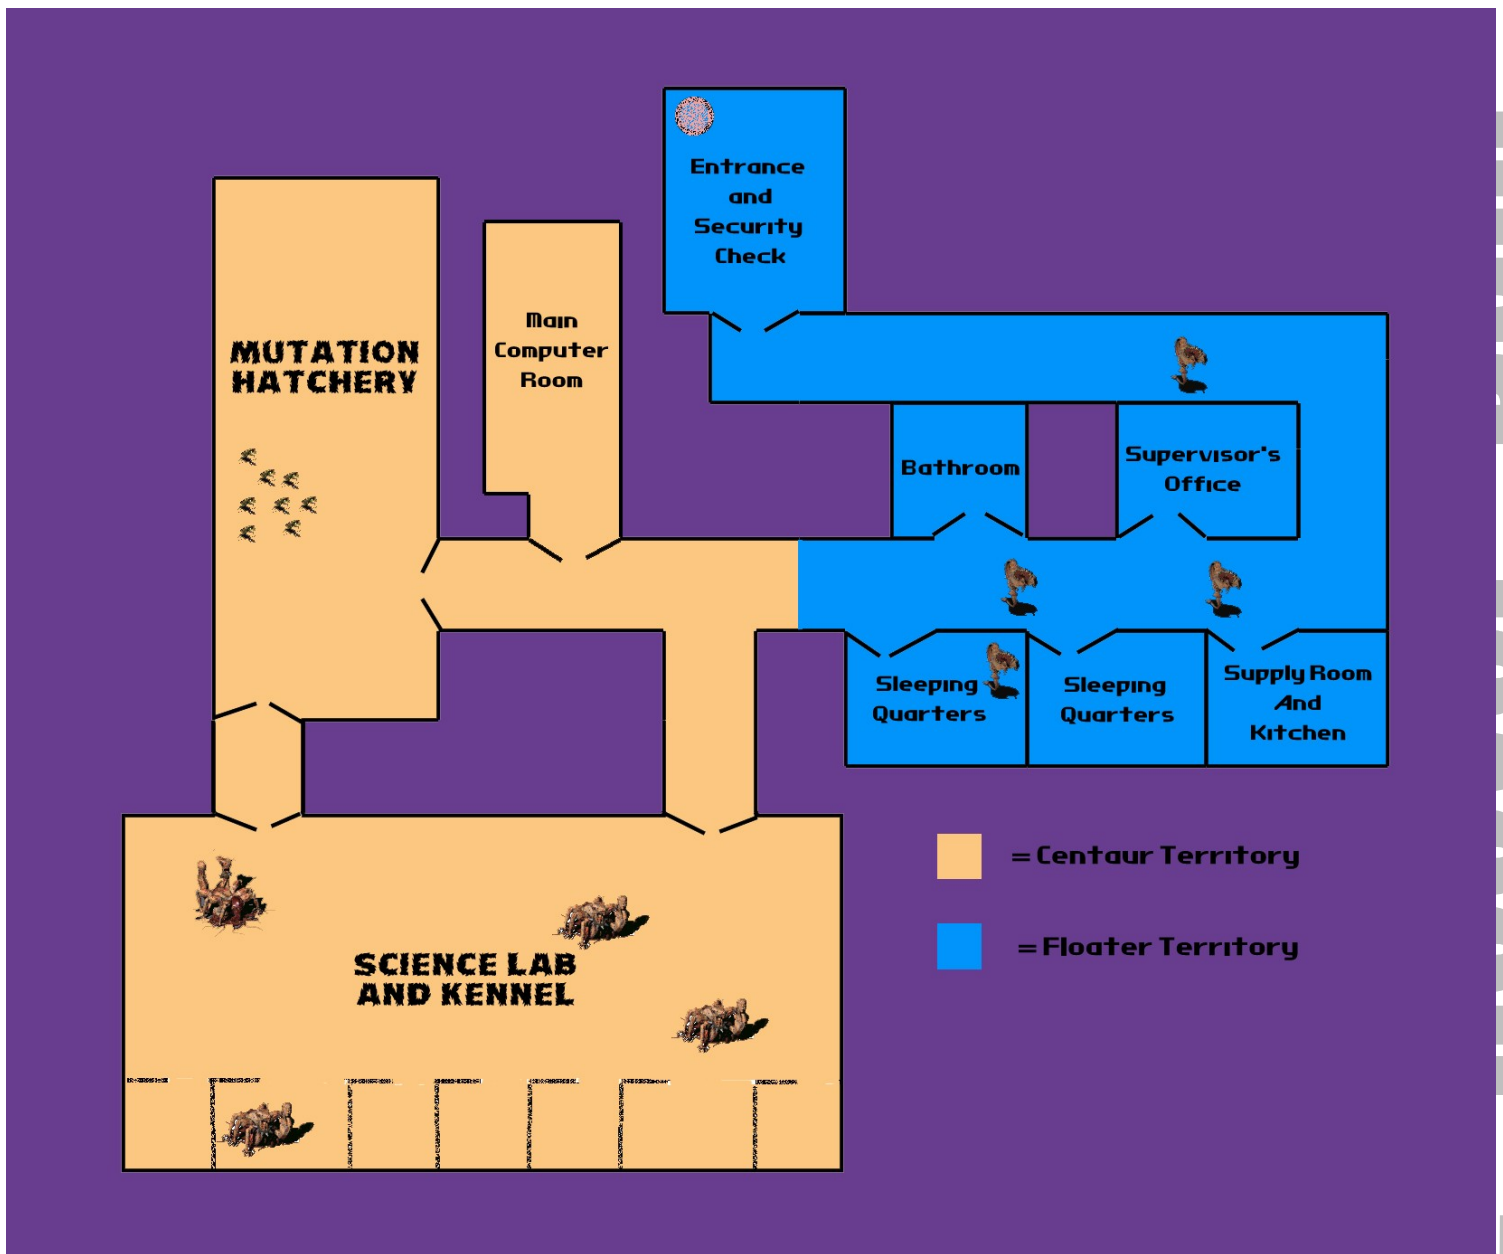 Entrance
and
Security
Check
Main
Computer
Room
MUTATION
HATCHERY
Bathroom
Supervisor's
Office
Sleeping
Quarters
Sleeping
Quarters
Supply Room
And
Kitchen
= Centaur Territory
= Floater Territory
SCIENCE LAB
AND KENNEL